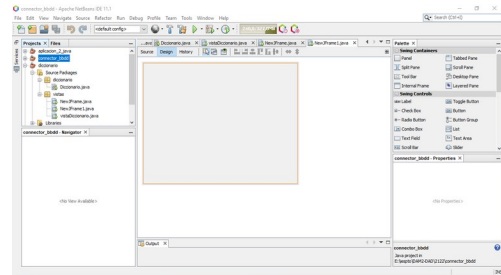 connector_bbdd - Apache NetBeans IDE 11.1
File Edit View Navigate Source Refactor Run Debug Profile Team Tools Window Help
Search (Ctrl+I)
<default config>
Projects × Files
aplicacion_2_java
connector_bbdd
diccionario
Source Packages
diccionario
Diccionario.java
vistas
NewJFrame.java
NewJFrame1.java
vistaDiccionario.java
Libraries
Services
connector_bbdd - Navigator ×
<No View Available>
...ave Diccionario.java × vistaDiccionario.java × NewJFrame.java × NewJFrame1.java ×
Source Design History
Output ×
Palette ×
Swing Containers
Panel Tabbed Pane
Split Pane Scroll Pane
Tool Bar Desktop Pane
Internal Frame Layered Pane
Swing Controls
label Label Toggle Button
Check Box Button
Radio Button Button Group
Combo Box List
Text Field Text Area
Scroll Bar Slider
connector_bbdd - Properties ×
<No Properties>
connector_bbdd
Java project in